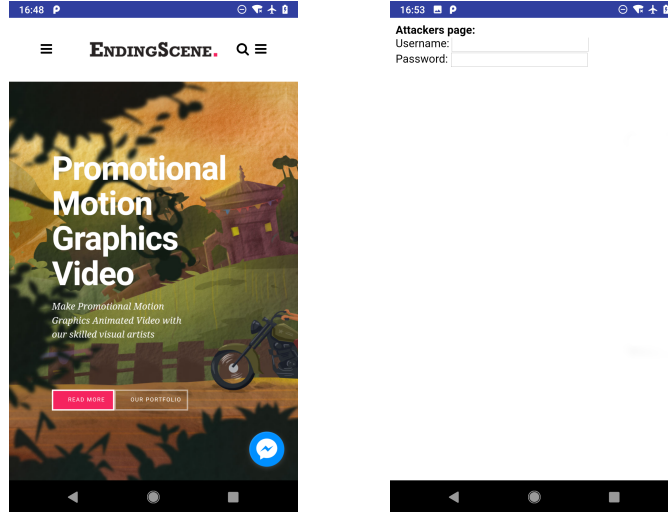 16:48
EndingScene.
Promotional
Motion
Graphics
Video
Make Promotional Motion
Graphics Animated Video with
our skilled visual artists
READ MORE
OUR PORTFOLIO
16:53
Attackers page:
Username:
Password: